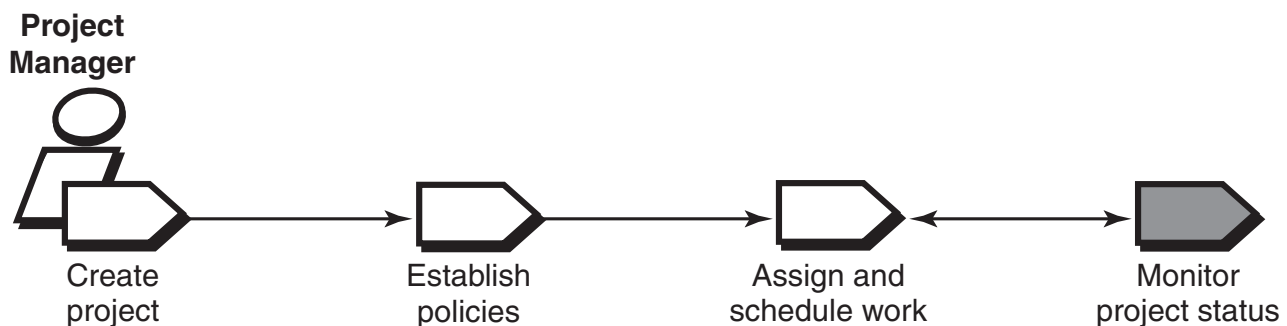 Project
Manager
Create
project
Establish
policies
Assign and
schedule work
Monitor
project status